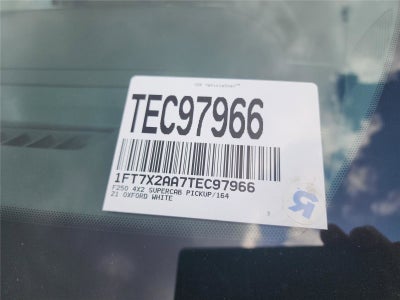 TEC97966
1FT7X2AA7TEC97966
F250 4X2 SUPERCAB PICKUP/164
21 OXFORD WHITE